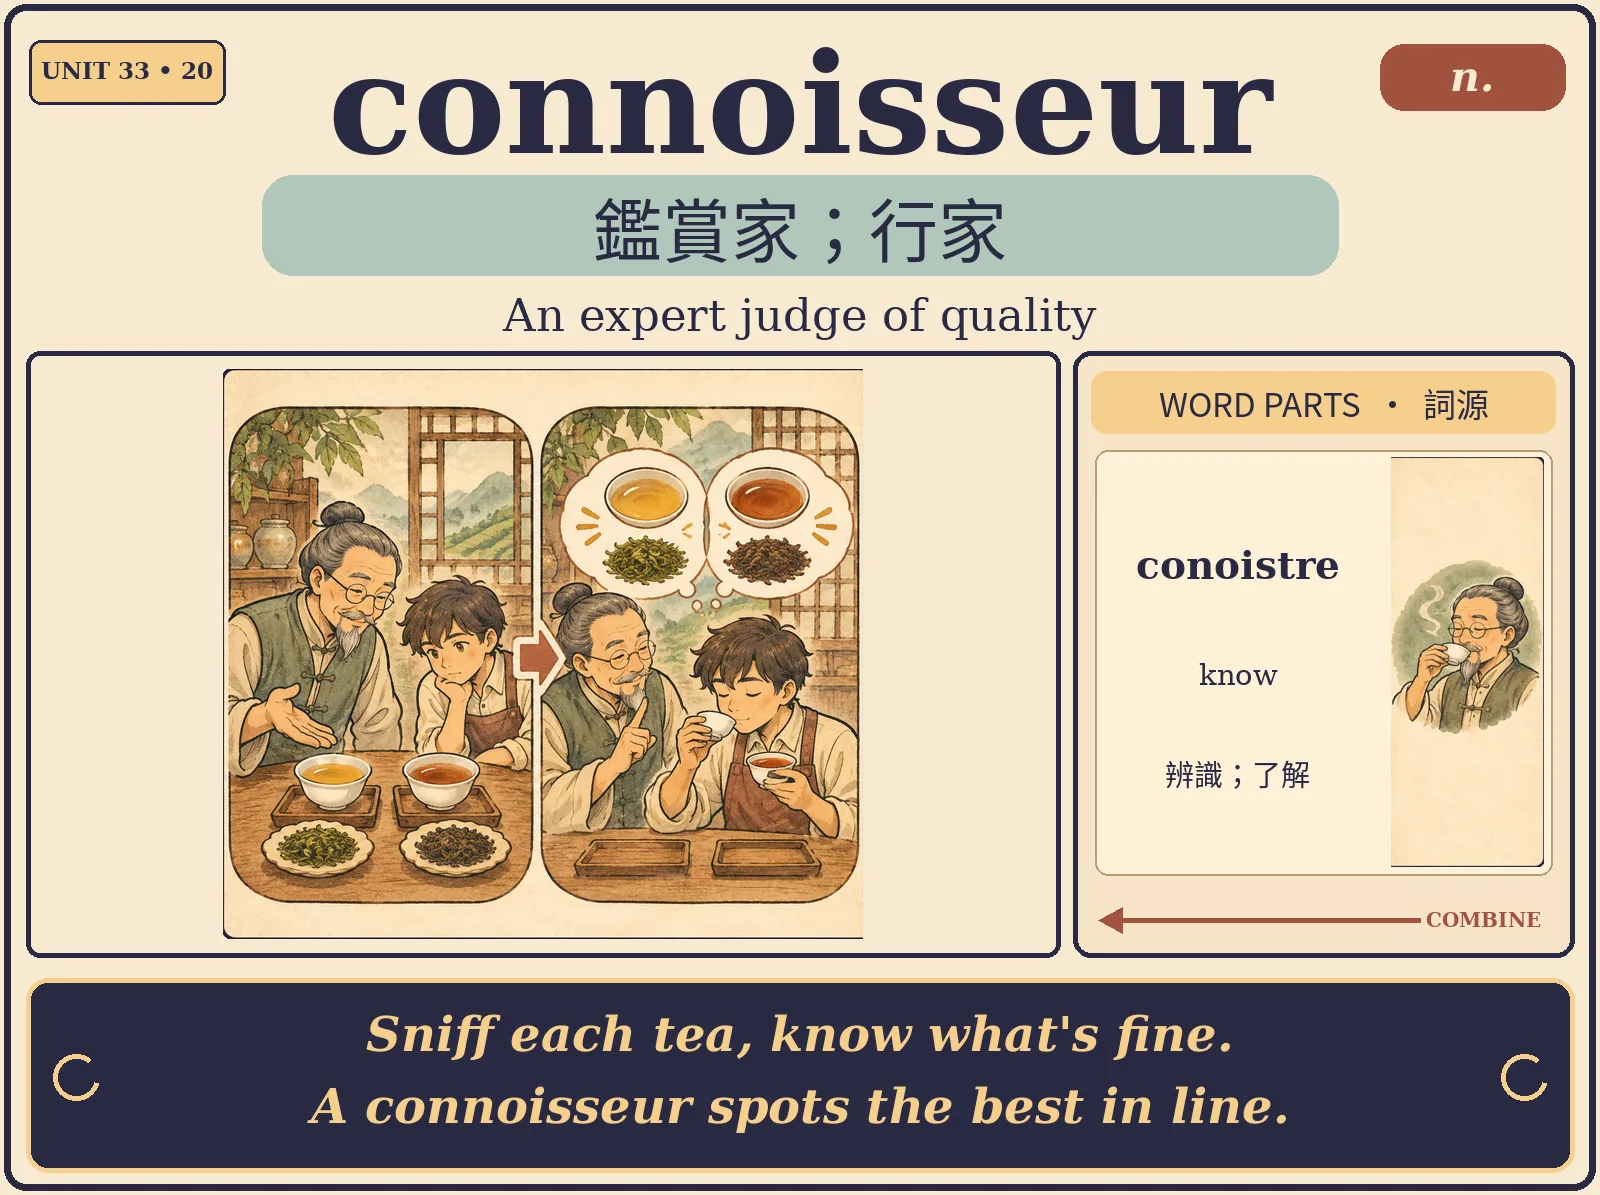 UNIT 33 • 20
connoisseur
n.
鑑賞家；行家
An expert judge of quality
WORD PARTS • 詞源
conoistre
know
辨識；了解
COMBINE
Sniff each tea, know what's fine.
A connoisseur spots the best in line.